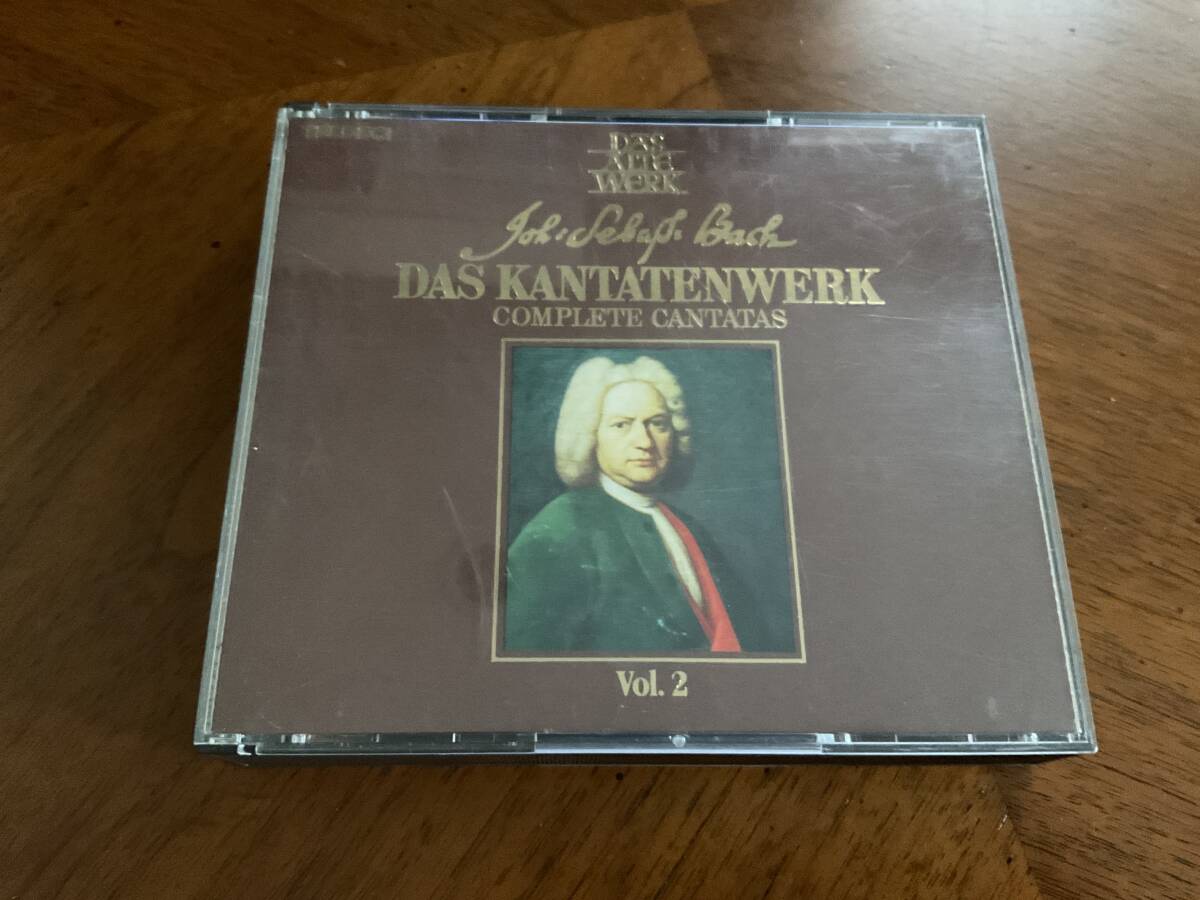 DAS
ALTE
WERK
Joh. Sebast. Bach
DAS KANTATENWERK
COMPLETE CANTATAS
Vol. 2